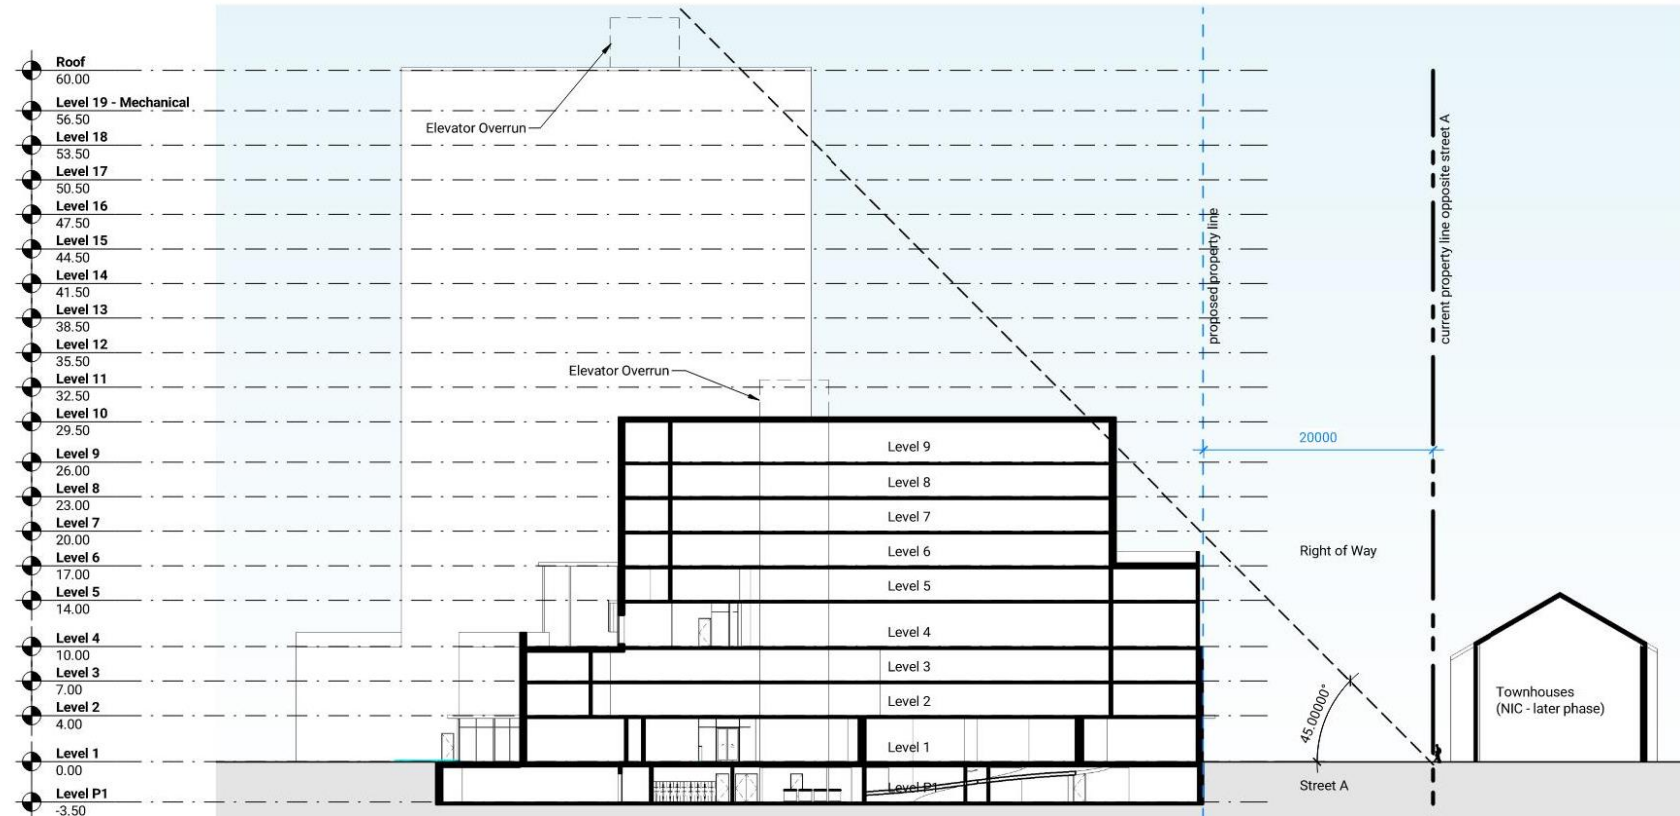 Roof
60.00
Level 19 - Mechanical
56.50
Level 18
53.50
Level 17
50.50
Level 16
47.50
Level 15
44.50
Level 14
41.50
Level 13
38.50
Level 12
35.50
Level 11
32.50
Level 10
29.50
Level 9
26.00
Level 8
23.00
Level 7
20.00
Level 6
17.00
Level 5
14.00
Level 4
10.00
Level 3
7.00
Level 2
4.00
Level 1
0.00
Level P1
-3.50
Elevator Overrun
Elevator Overrun
Level 9
Level 8
Level 7
Level 6
Level 5
Level 4
Level 3
Level 2
Level 1
Level P1
proposed property line
current property line opposite street A
20000
Right of Way
45.00000°
Street A
Townhouses
(NIC - later phase)